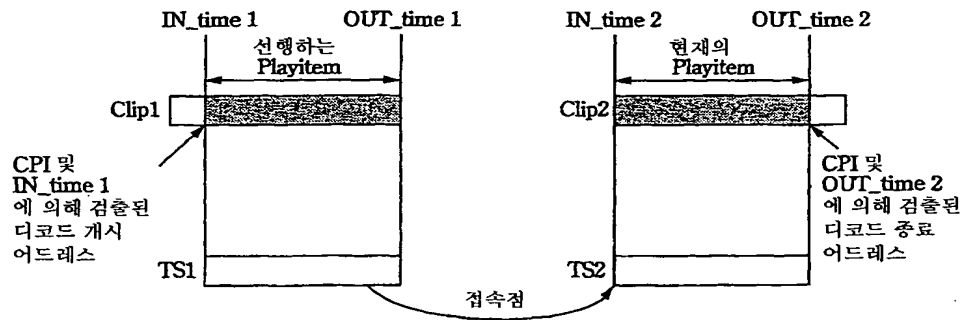 IN_time 1
OUT_time 1
IN_time 2
OUT_time 2
선행하는
Playitem
현재의
Playitem
Clip1
Clip2
CPI 및
IN_time 1
에 의해 검출된
디코드 개시
어드레스
CPI 및
OUT_time 2
에 의해 검출된
디코드 종료
어드레스
TS1
TS2
접속점